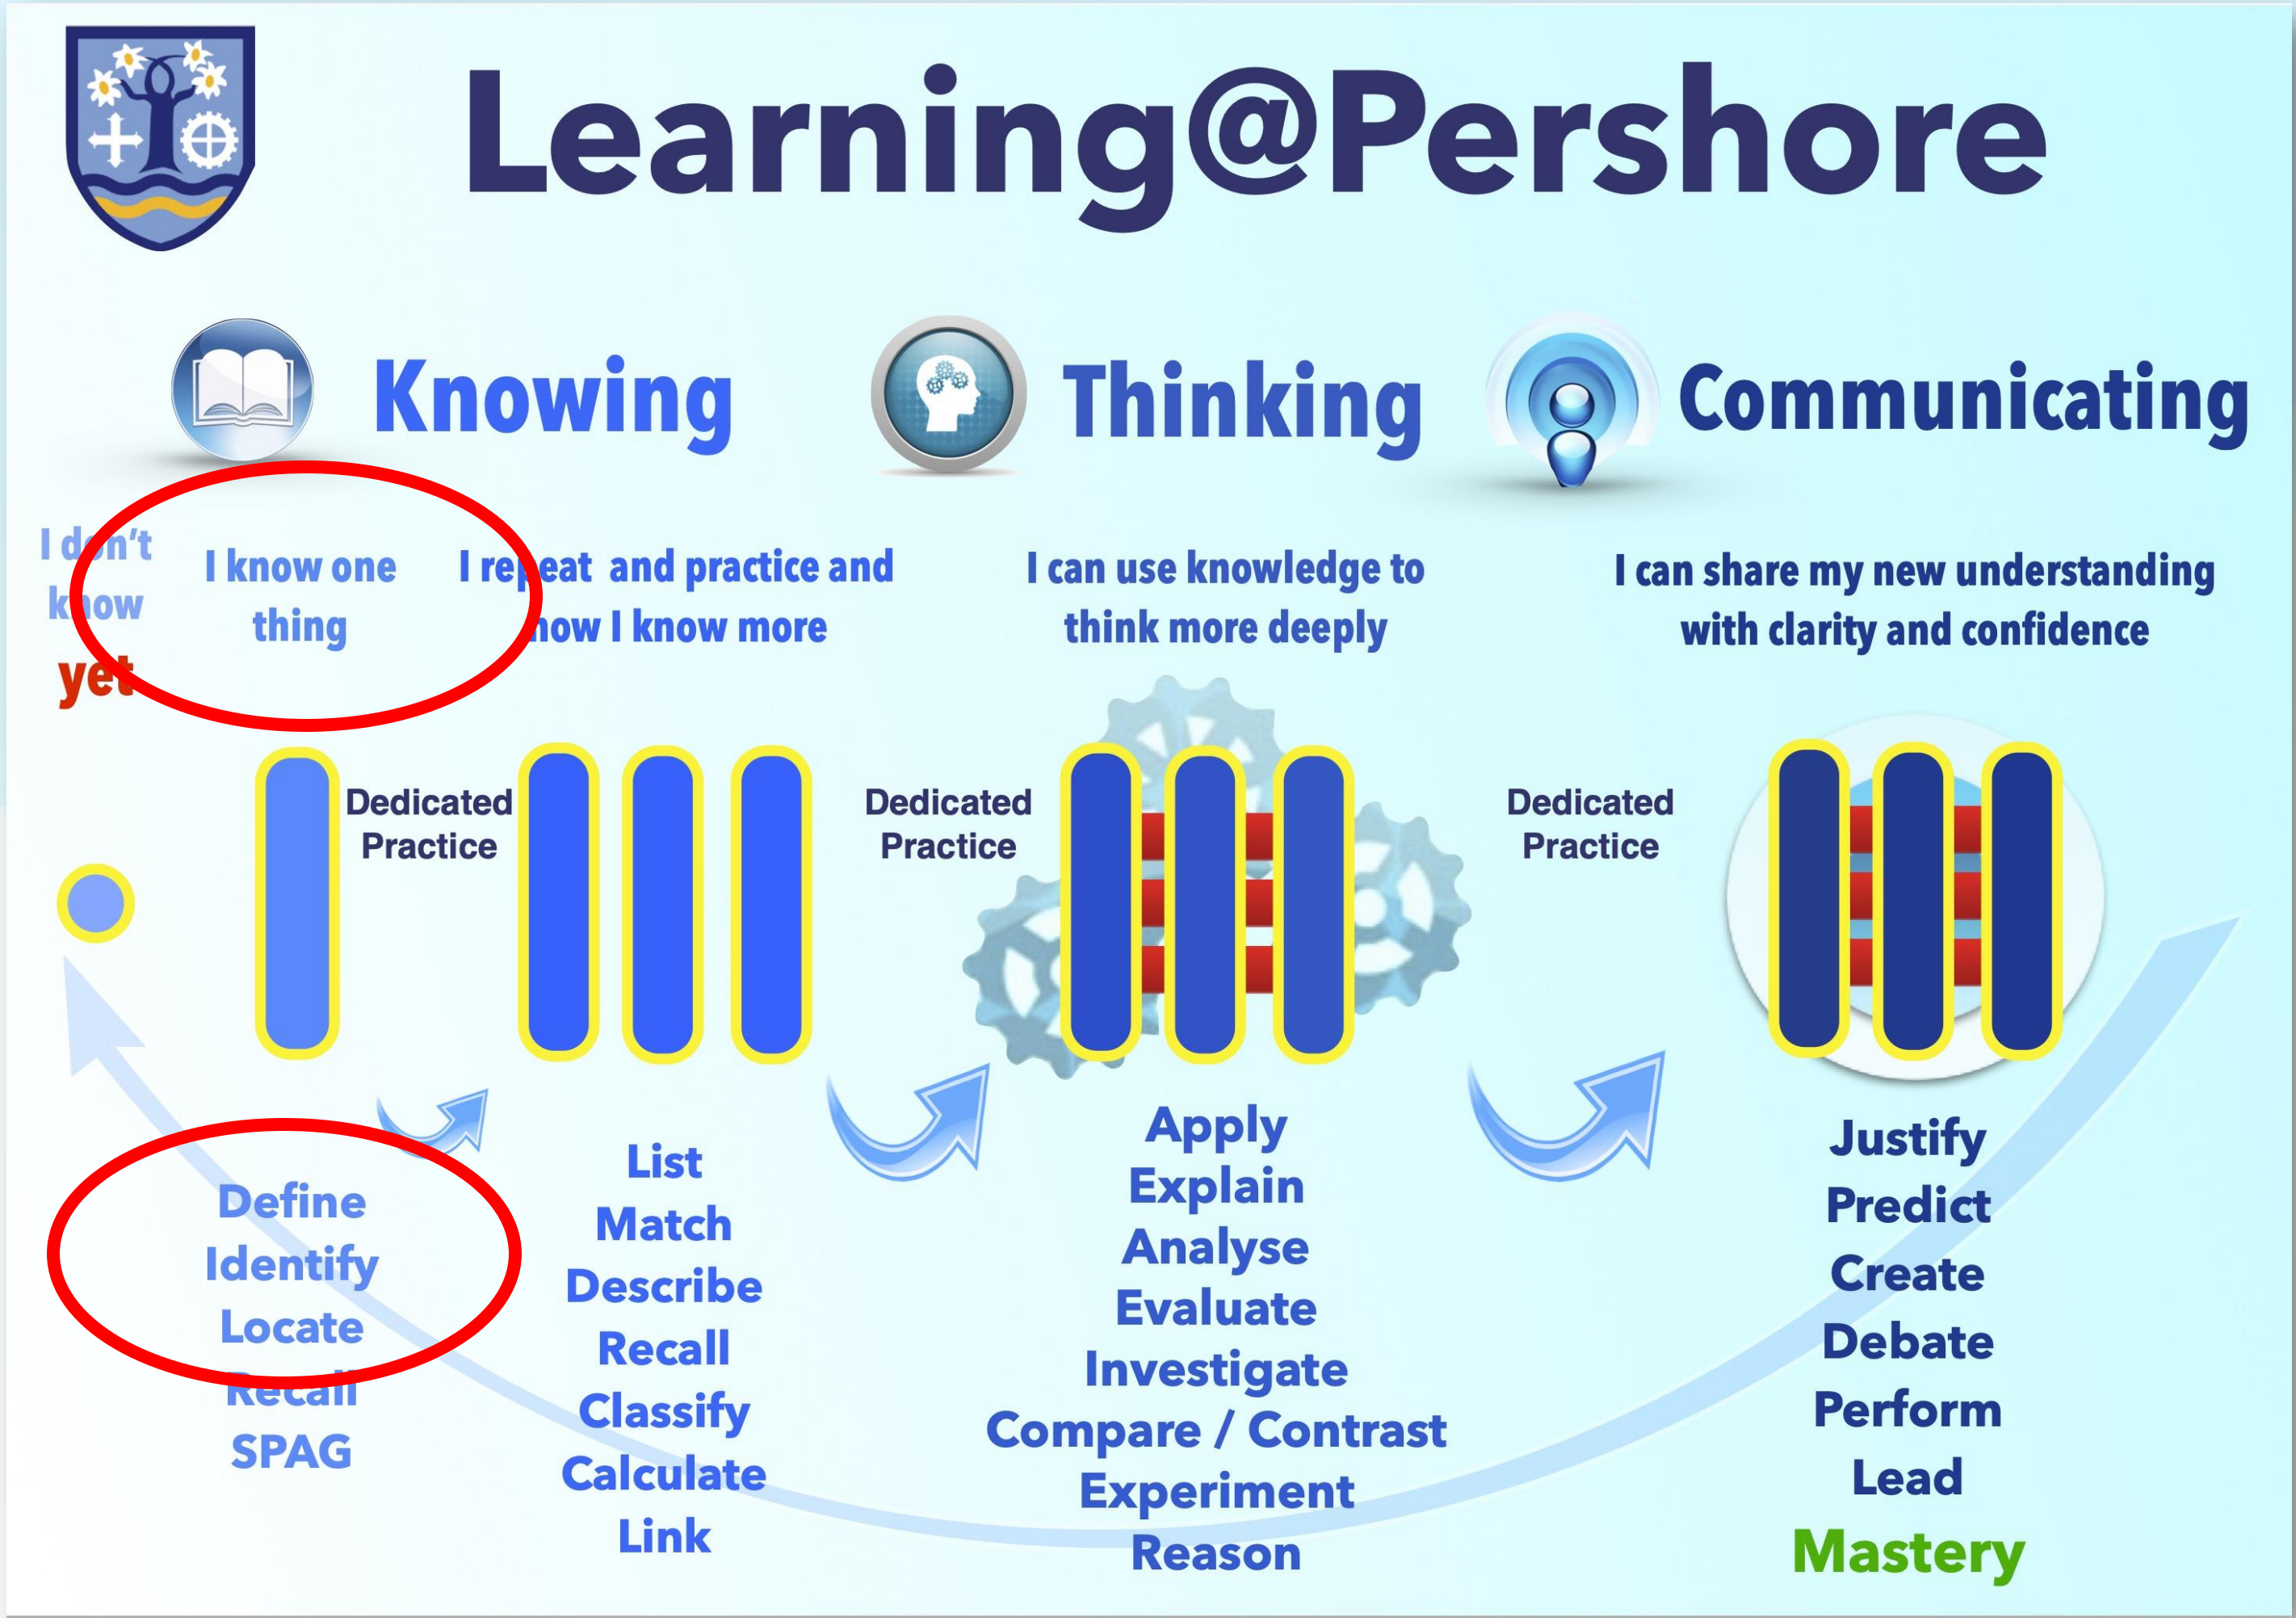 Learning@Pershore
Knowing
Thinking
Communicating
I don't
know
yet
I know one
thing
I repeat and practice and
now I know more
I can use knowledge to
think more deeply
I can share my new understanding
with clarity and confidence
Dedicated
Practice
Dedicated
Practice
Dedicated
Practice
Define
Identify
Locate
Recall
SPAG
List
Match
Describe
Recall
Classify
Calculate
Link
Apply
Explain
Analyse
Evaluate
Investigate
Compare / Contrast
Experiment
Reason
Justify
Predict
Create
Debate
Perform
Lead
Mastery